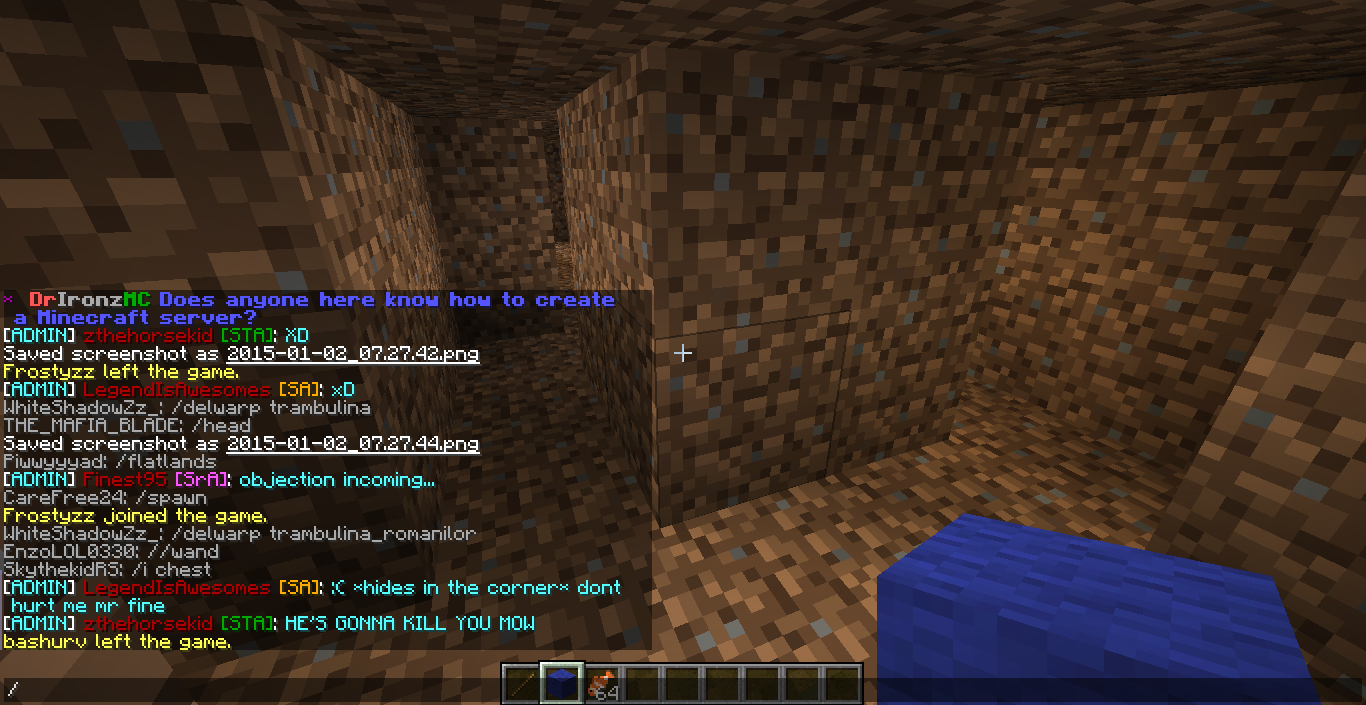 * DrIronzMC Does anyone here know how to create
a Minecraft server?
[ADMIN] zthehorsekid [STA]: XD
Saved screenshot as 2015-01-02_07.27.42.png
Frostyzz left the game.
[ADMIN] LegendIsAwesomes [SA]: xD
WhiteShadowZz_: /delwarp trambulina
THE_MAFIA_BLADE: /head
Saved screenshot as 2015-01-02_07.27.44.png
Piwwyyyad: /flatlands
[ADMIN] Finest95 [SrA]: objection incoming...
CareFree24: /spawn
Frostyzz joined the game.
WhiteShadowZz_: /delwarp trambulina_romanilor
EnzoLOL0330: //wand
SkythekidRS: /i chest
[ADMIN] LegendIsAwesomes [SA]: :C *hides in the corner* dont
hurt me mr fine
[ADMIN] zthehorsekid [STA]: HE'S GONNA KILL YOU MOW
bashurv left the game.
/
64